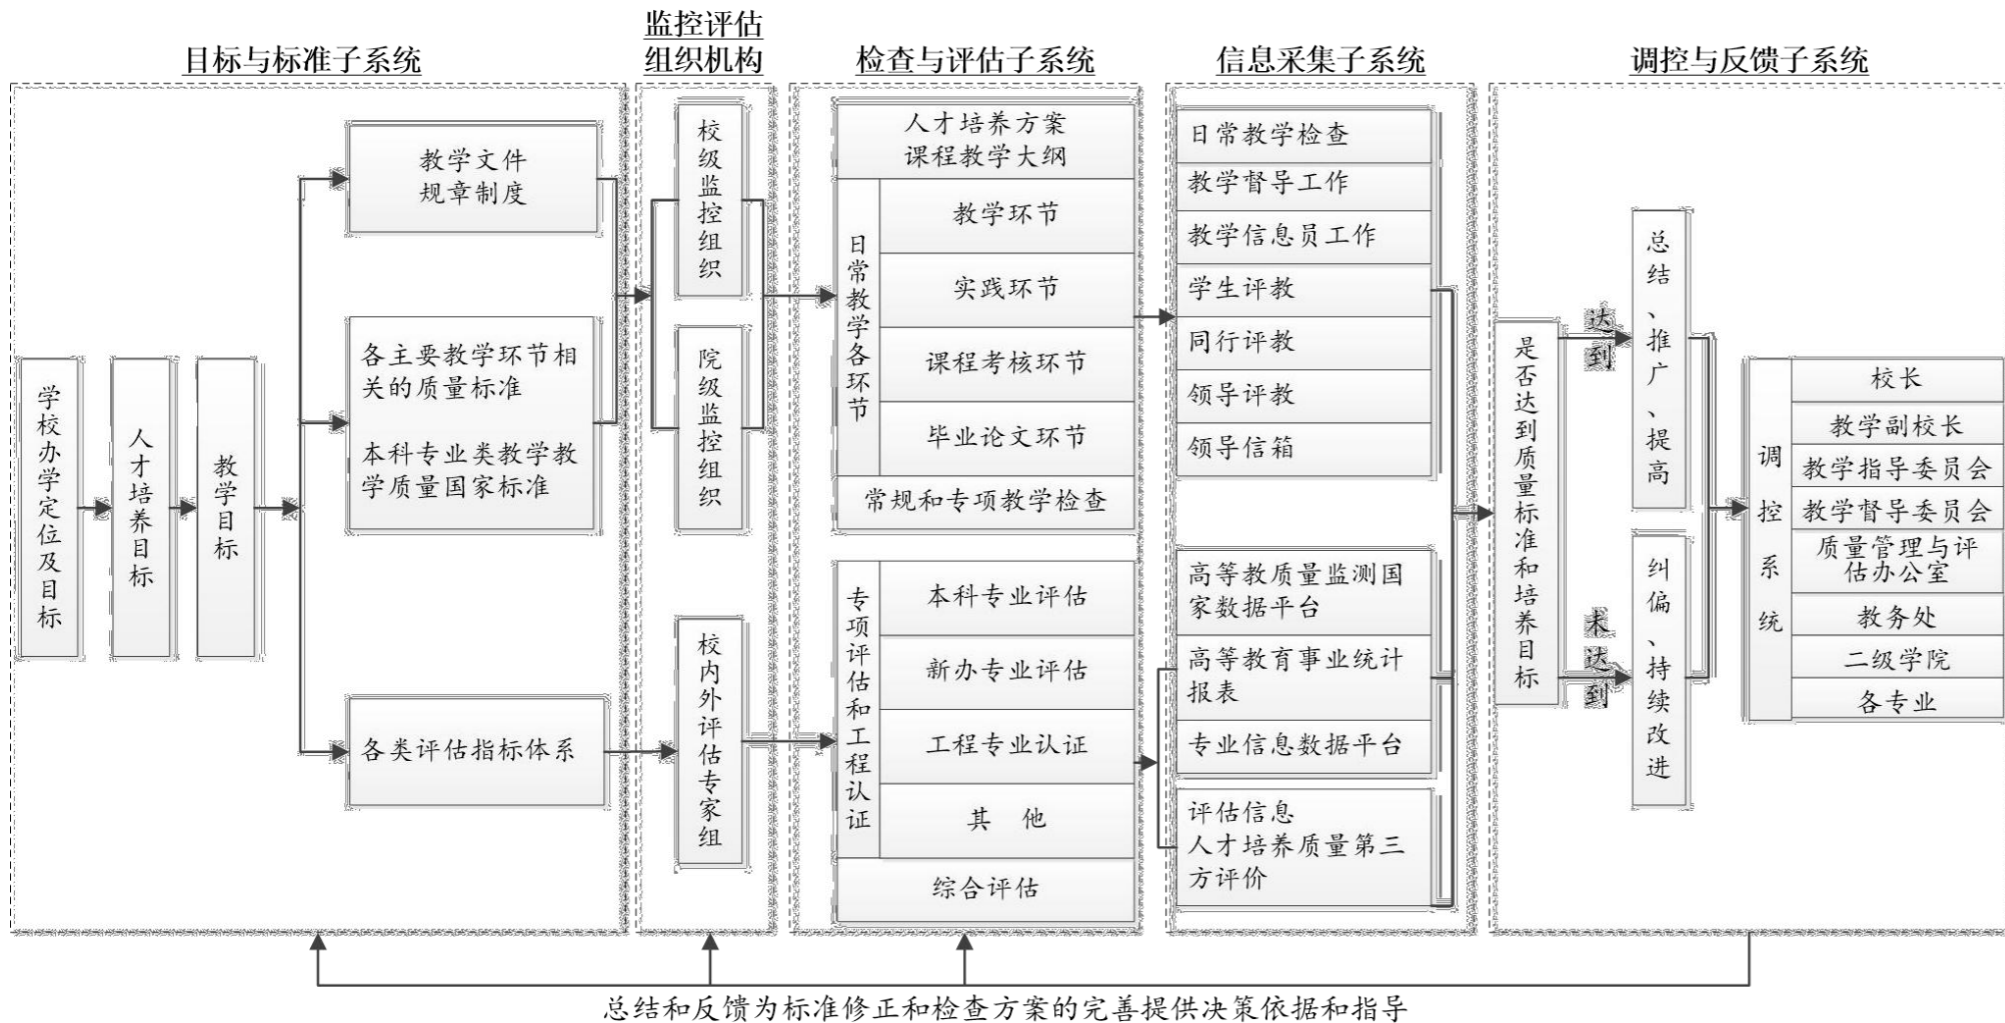 目标与标准子系统
监控评估
组织机构
检查与评估子系统
信息采集子系统
调控与反馈子系统
学校办学定位及目标
人才培养目标
教学目标
教学文件
规章制度
各主要教学环节相
关的质量标准
本科专业类教学教
学质量国家标准
各类评估指标体系
校级监控组织
院级监控组织
校内外评估专家组
人才培养方案
课程教学大纲
日常教学各环节
教学环节
实践环节
课程考核环节
毕业论文环节
常规和专项教学检查
专项评估和工程认证
本科专业评估
新办专业评估
工程专业认证
其 他
综合评估
日常教学检查
教学督导工作
教学信息员工作
学生评教
同行评教
领导评教
领导信箱
高等教质量监测国
家数据平台
高等教育事业统计
报表
专业信息数据平台
评估信息
人才培养质量第三
方评价
是否达到质量标准和培养目标
达到
未达到
总结、推广、提高
纠偏、持续改进
调控系统
校长
教学副校长
教学指导委员会
教学督导委员会
质量管理与评
估办公室
教务处
二级学院
各专业
总结和反馈为标准修正和检查方案的完善提供决策依据和指导